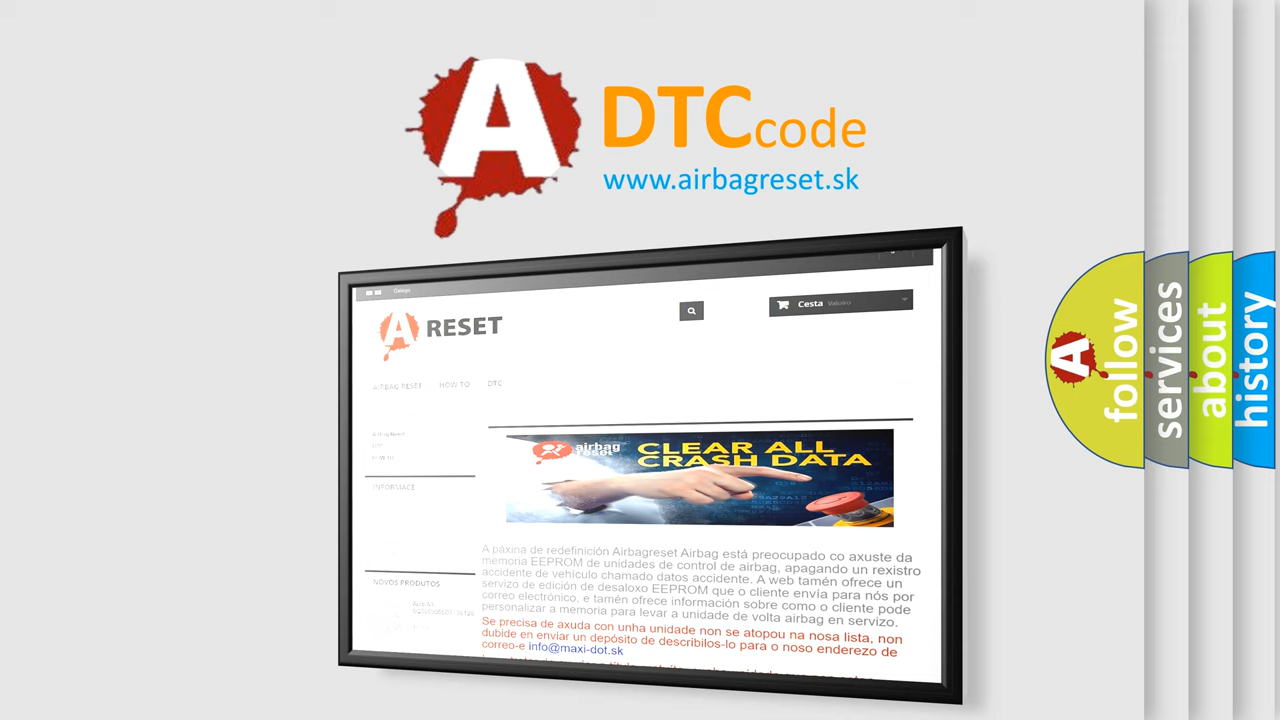 A DTCcode
www.airbagreset.sk
Galego
A RESET
Cesta Valeiro
AIRBAG RESET HOW TO DTC
INFORMACE
NOVOS PRODUTOS
airbag
reset
CLEAR ALL
CRASH DATA
A páxina de redefinición Airbagreset Airbag está preocupado co axuste da
memoria EEPROM de unidades de control de airbag, apagando un rexistro
accidente de vehículo chamado datos accidente. A web tamén ofrece un
servizo de edición de desaloxo EEPROM que o cliente envía para nós por
correo electrónico, e tamén ofrece información sobre como o cliente pode
personalizar a memoria para levar a unidade de volta airbag en servizo.
Se precisa de axuda con unha unidade non se atopou na nosa lista, non
dubide en enviar un depósito de describilos-lo para o noso enderezo de
correo-e info@maxi-dot.sk
A
follow
services
about
history